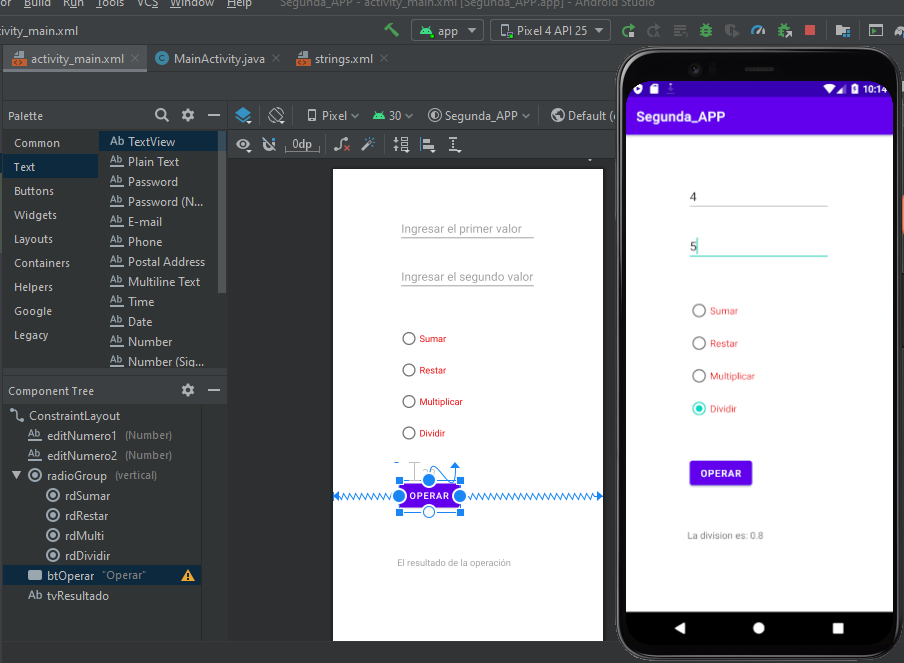 or Build Run Tools VCS Window Help Segunda_APP - activity_main.xml [Segunda_APP.app] - Android Studio
ctivity_main.xml
app
Pixel 4 API 25
activity_main.xml
MainActivity.java
strings.xml
Palette
Pixel
30
Segunda_APP
Default (
0dp
Common
Text
Buttons
Widgets
Layouts
Containers
Helpers
Google
Legacy
Ab TextView
Ab Plain Text
Ab Password
Ab Password (N...
Ab E-mail
Ab Phone
Ab Postal Address
Ab Multiline Text
Ab Time
Ab Date
Ab Number
Ab Number (Sig...
Component Tree
ConstraintLayout
Ab editNumero1 (Number)
Ab editNumero2 (Number)
radioGroup (vertical)
rdSumar
rdRestar
rdMulti
rdDividir
btOperar "Operar"
Ab tvResultado
Ingresar el primer valor
Ingresar el segundo valor
Sumar
Restar
Multiplicar
Dividir
OPERAR
El resultado de la operación
10:14
Segunda_APP
4
5
Sumar
Restar
Multiplicar
Dividir
OPERAR
La division es: 0.8